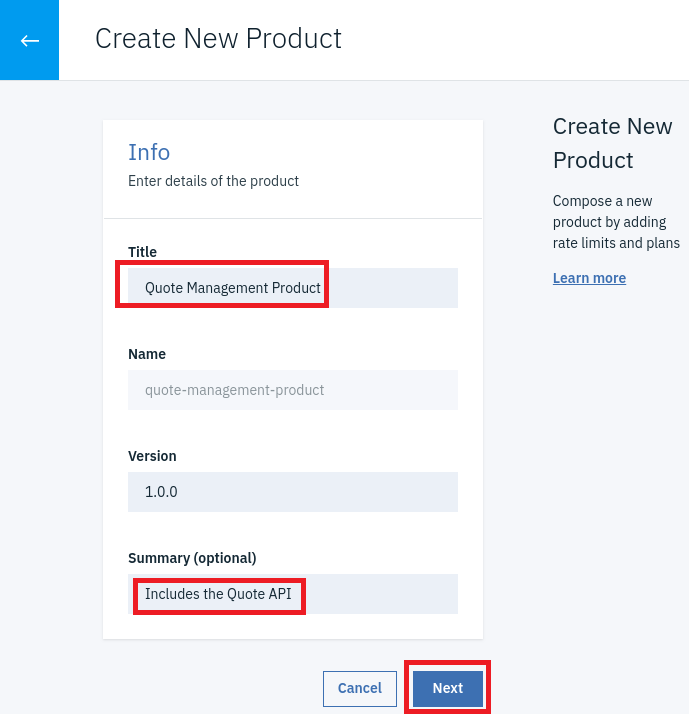 Create New Product
Info
Enter details of the product
Title
Quote Management Product
Name
quote-management-product
Version
1.0.0
Summary (optional)
Includes the Quote API
Cancel
Next
Create New
Product
Compose a new
product by adding
rate limits and plans
Learn more